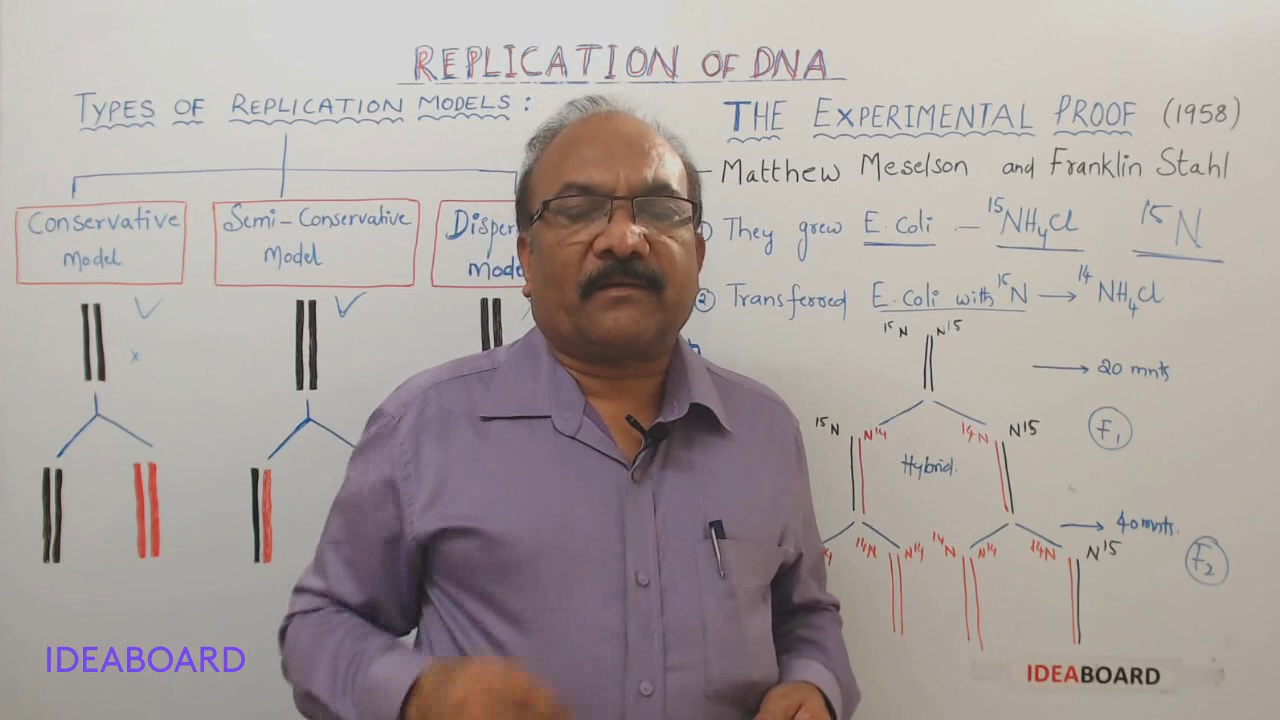 REPLICATION OF DNA
TYPES OF REPLICATION MODELS :
Conservative
Model
Semi-Conservative
Model
THE EXPERIMENTAL PROOF (1958)
- Matthew Meselson and Franklin Stahl
They grew E. Coli - ¹⁵NH₄Cl ¹⁵N
② Transferred E. Coli with ¹⁵N → ¹⁴NH₄Cl
¹⁵N N¹⁵
→ 20 mnts
¹⁵N N¹⁴ ¹⁴N N¹⁵
F₁
Hybrid.
→ 40 mnts.
¹⁴N N¹⁴ ¹⁴N N¹⁴ ¹⁴N N¹⁵
F₂
IDEABOARD
IDEABOARD